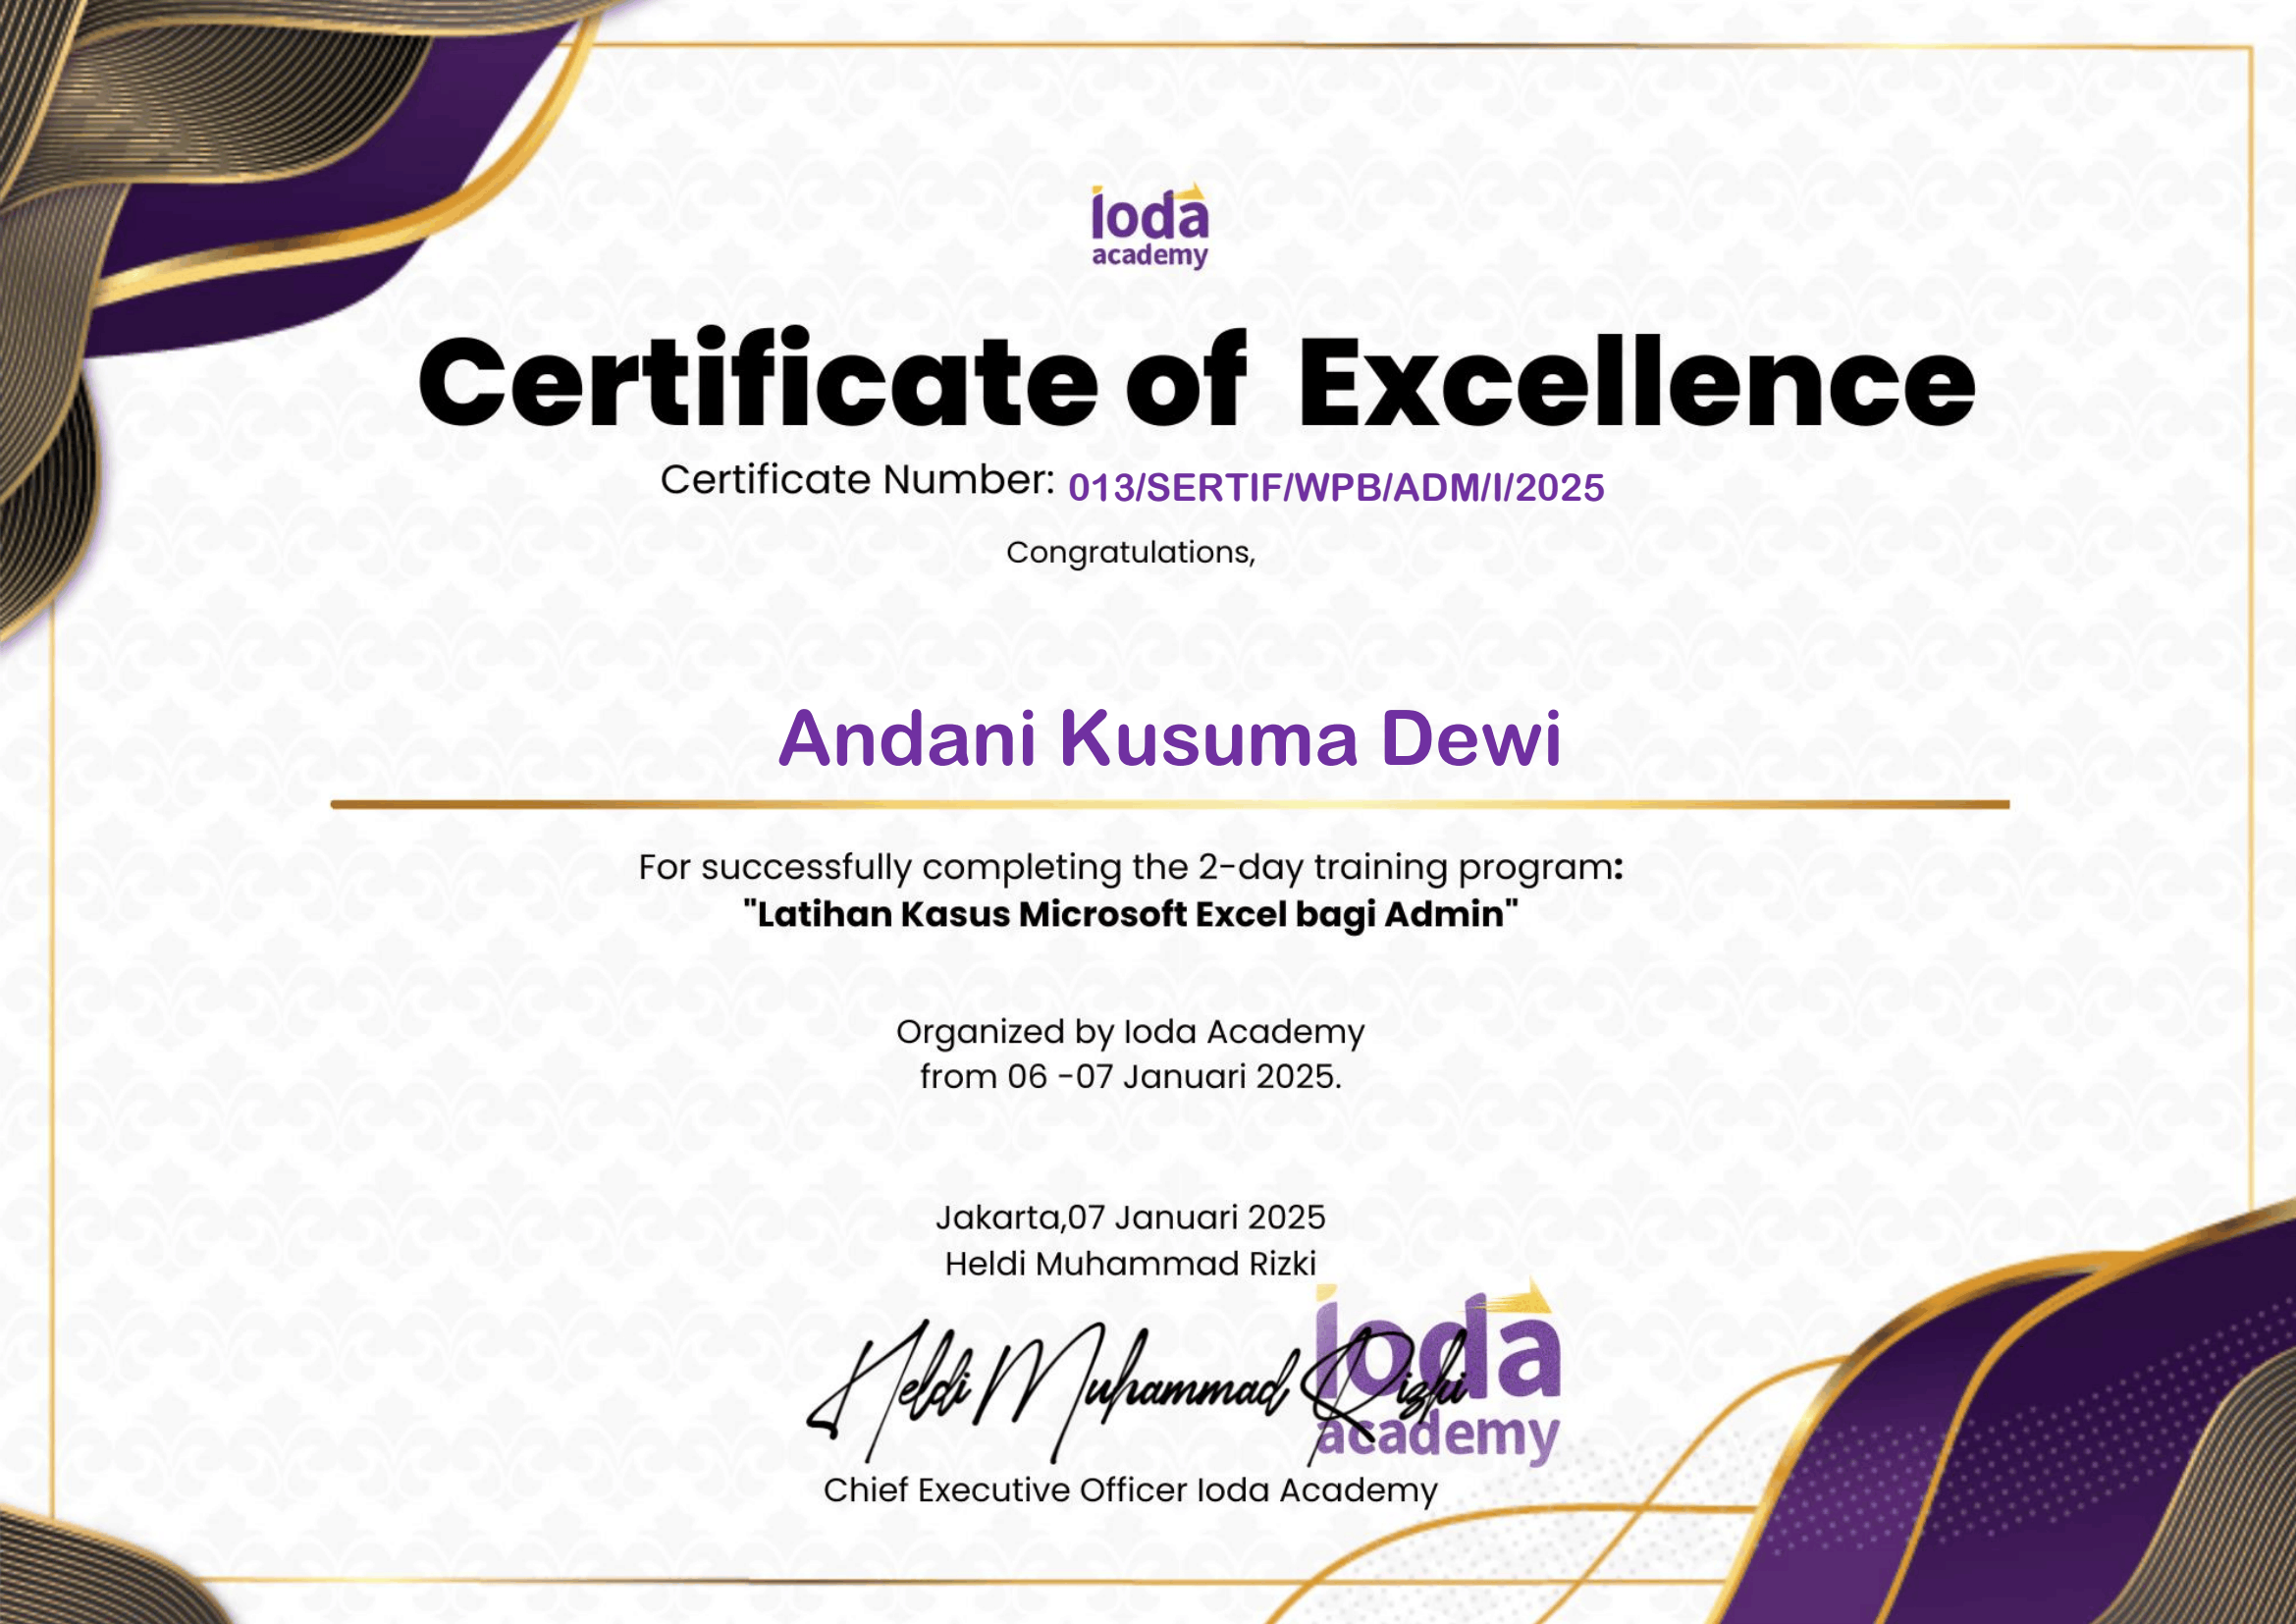 ioda
academy
Certificate of Excellence
Certificate Number: 013/SERTIF/WPB/ADM/I/2025
Congratulations,
Andani Kusuma Dewi
For successfully completing the 2-day training program:
"Latihan Kasus Microsoft Excel bagi Admin"
Organized by Ioda Academy
from 06 -07 Januari 2025.
Jakarta,07 Januari 2025
Heldi Muhammad Rizki
Heldi Muhammad Rizki
ioda
academy
Chief Executive Officer Ioda Academy